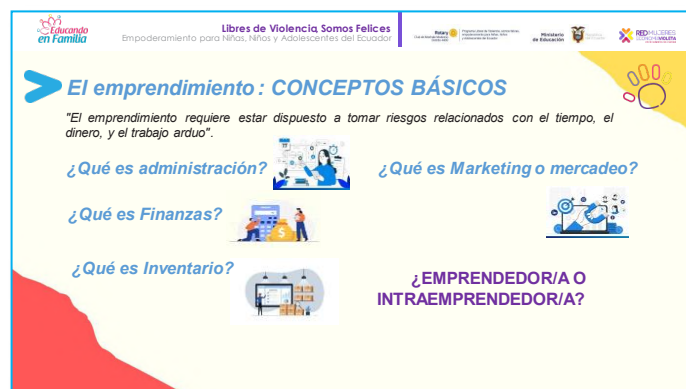 Educando
en Familia
Libres de Violencia, Somos Felices
Empoderamiento para Niñas, Niños y Adolescentes del Ecuador
Rotary
Ministerio
de Educación
RED MUJERES
ECONOMÍA VIOLETA
El emprendimiento : CONCEPTOS BÁSICOS
"El emprendimiento requiere estar dispuesto a tomar riesgos relacionados con el tiempo, el
dinero, y el trabajo arduo".
¿Qué es administración?
¿Qué es Marketing o mercadeo?
¿Qué es Finanzas?
¿Qué es Inventario?
¿EMPRENDEDOR/A O
INTRAEMPRENDEDOR/A?